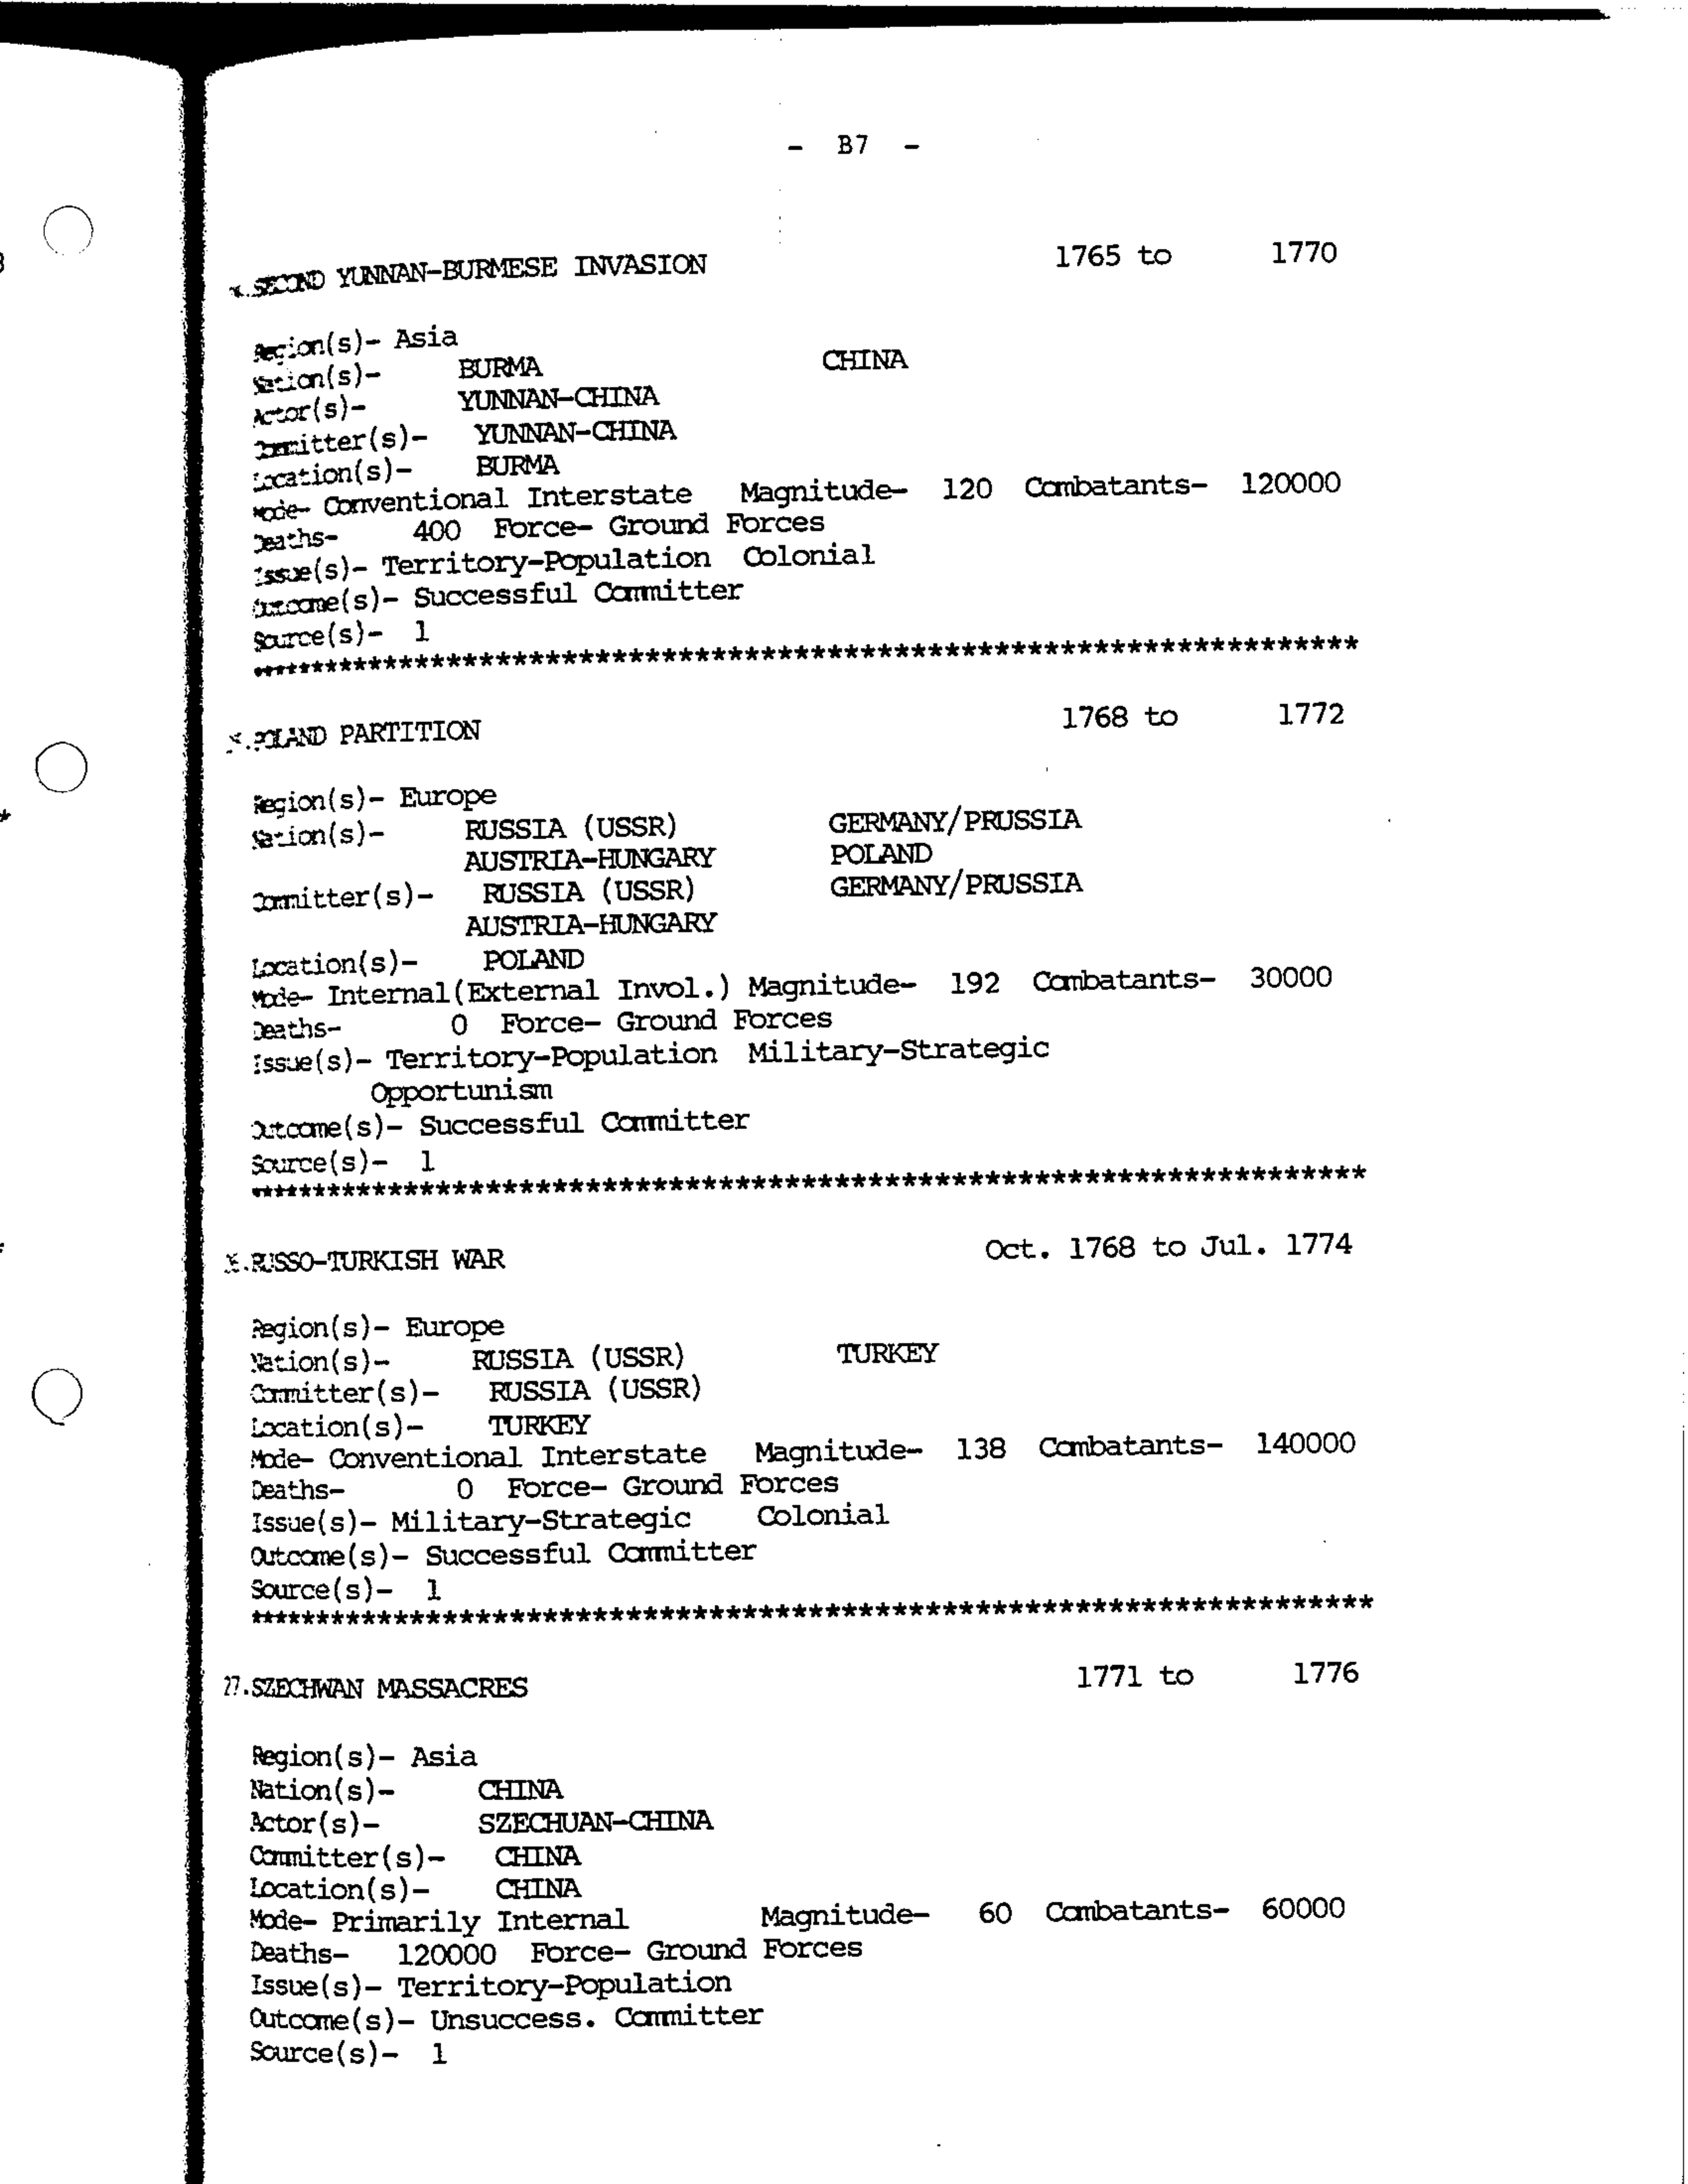 - B7 -
SECOND YUNNAN-BURMESE INVASION 1765 to 1770
Region(s)- Asia
Nation(s)- BURMA CHINA
Actor(s)- YUNNAN-CHINA
Committer(s)- YUNNAN-CHINA
Location(s)- BURMA
Mode- Conventional Interstate Magnitude- 120 Combatants- 120000
Deaths- 400 Force- Ground Forces
Issue(s)- Territory-Population Colonial
Outcome(s)- Successful Committer
Source(s)- 1
**********************************************************************
POLAND PARTITION 1768 to 1772
Region(s)- Europe
Nation(s)- RUSSIA (USSR) GERMANY/PRUSSIA
AUSTRIA-HUNGARY POLAND
Committer(s)- RUSSIA (USSR) GERMANY/PRUSSIA
AUSTRIA-HUNGARY
Location(s)- POLAND
Mode- Internal(External Invol.) Magnitude- 192 Combatants- 30000
Deaths- 0 Force- Ground Forces
Issue(s)- Territory-Population Military-Strategic
Opportunism
Outcome(s)- Successful Committer
Source(s)- 1
**********************************************************************
RUSSO-TURKISH WAR Oct. 1768 to Jul. 1774
Region(s)- Europe
Nation(s)- RUSSIA (USSR) TURKEY
Committer(s)- RUSSIA (USSR)
Location(s)- TURKEY
Mode- Conventional Interstate Magnitude- 138 Combatants- 140000
Deaths- 0 Force- Ground Forces
Issue(s)- Military-Strategic Colonial
Outcome(s)- Successful Committer
Source(s)- 1
**********************************************************************
27.SZECHWAN MASSACRES 1771 to 1776
Region(s)- Asia
Nation(s)- CHINA
Actor(s)- SZECHUAN-CHINA
Committer(s)- CHINA
Location(s)- CHINA
Mode- Primarily Internal Magnitude- 60 Combatants- 60000
Deaths- 120000 Force- Ground Forces
Issue(s)- Territory-Population
Outcome(s)- Unsuccess. Committer
Source(s)- 1